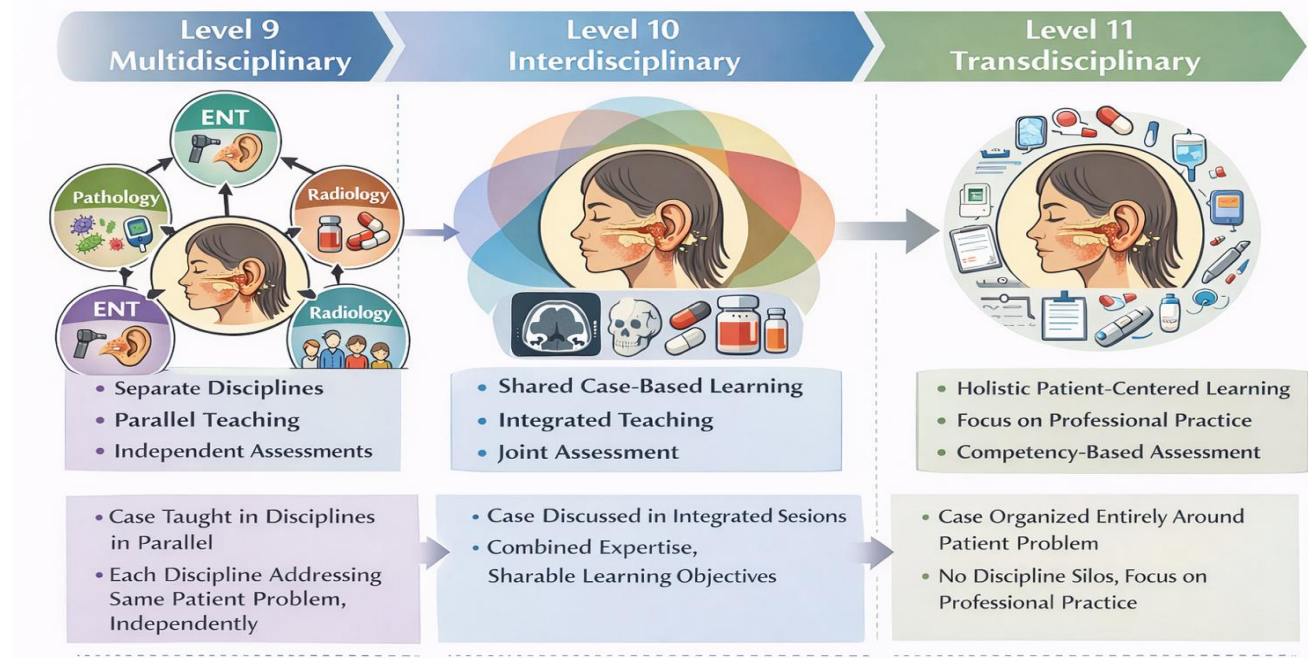 Level 9
Multidisciplinary
Level 10
Interdisciplinary
Level 11
Transdisciplinary
ENT
Pathology
Radiology
ENT
Radiology
• Separate Disciplines
• Parallel Teaching
• Independent Assessments
• Shared Case-Based Learning
• Integrated Teaching
• Joint Assessment
• Holistic Patient-Centered Learning
• Focus on Professional Practice
• Competency-Based Assessment
• Case Taught in Disciplines
in Parallel
• Each Discipline Addressing
Same Patient Problem,
Independently
• Case Discussed in Integrated Sesions
• Combined Expertise,
Sharable Learning Objectives
• Case Organized Entirely Around
Patient Problem
• No Discipline Silos, Focus on
Professional Practice